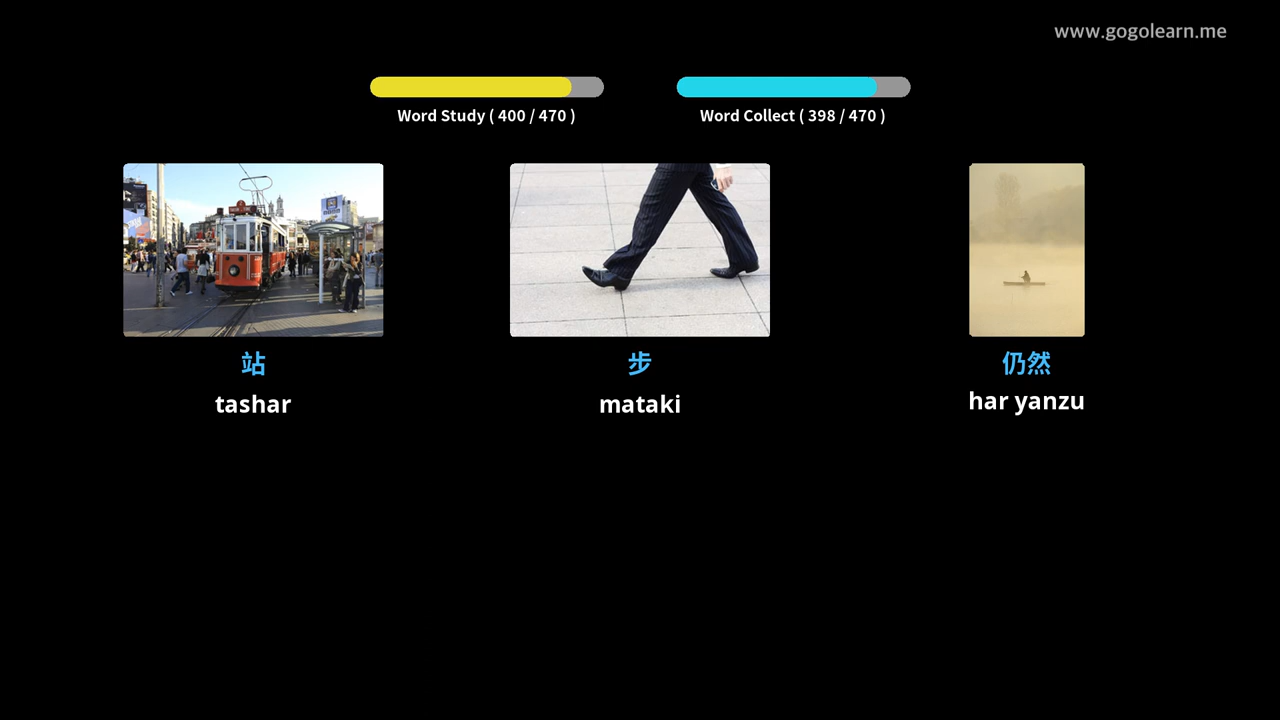 www.gogolearn.me
Word Study ( 400 / 470 )
Word Collect ( 398 / 470 )
站
步
仍然
tashar
mataki
har yanzu